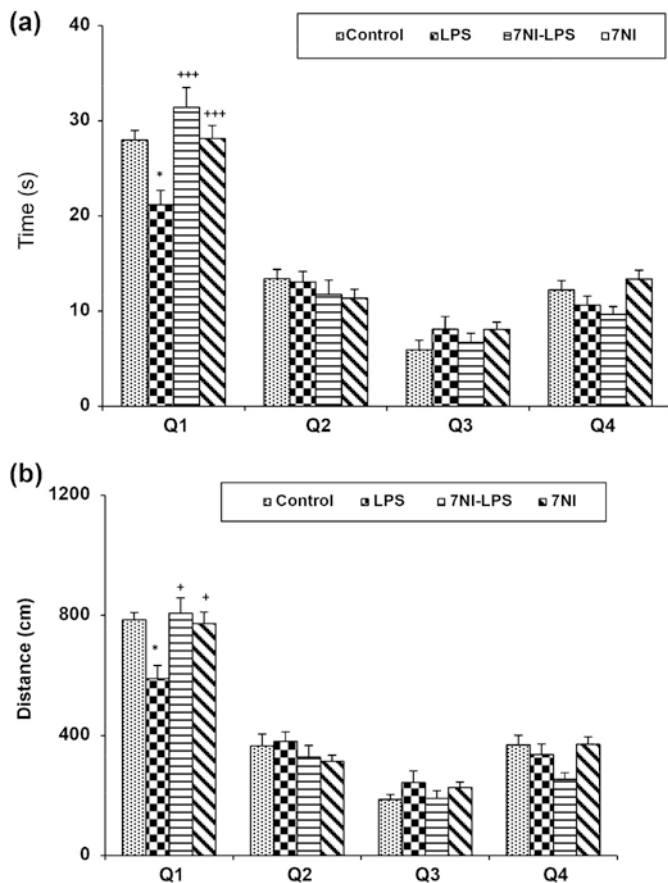 (a)
Control LPS 7NI-LPS 7NI
40
30
20
10
0
Time (s)
+++
+++
*
Q1 Q2 Q3 Q4
(b)
Control LPS 7NI-LPS 7NI
1200
800
400
0
Distance (cm)
+
+
*
Q1 Q2 Q3 Q4